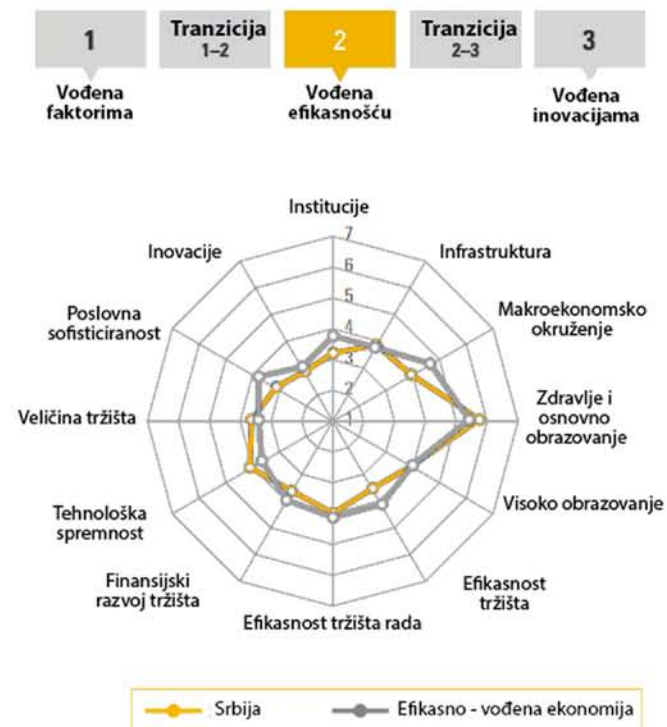 1
Tranzicija
1–2
2
Tranzicija
2–3
3
Vođena
faktorima
Vođena
efikasnošću
Vođena
inovacijama
Institucije
7
6
5
4
3
2
1
Infrastruktura
Makroekonomsko
okruženje
Zdravlje i
osnovno
obrazovanje
Visoko obrazovanje
Efikasnost
tržišta
Efikasnost tržišta rada
Finansijski
razvoj tržišta
Tehnološka
spremnost
Veličina tržišta
Poslovna
sofisticiranost
Inovacije
Srbija
Efikasno - vođena ekonomija